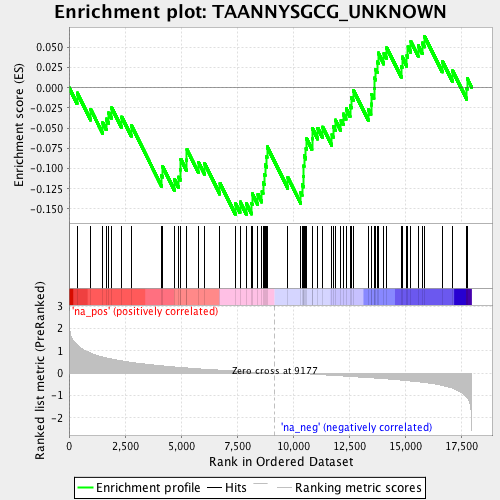 Enrichment plot: TAANNYSGCG_UNKNOWN
Enrichment score (ES)
0.050
0.025
0.000
-0.025
-0.050
-0.075
-0.100
-0.125
-0.150
'na_pos' (positively correlated)
Ranked list metric (PreRanked)
3
2
1
0
-1
-2
Zero cross at 9177
'na_neg' (negatively correlated)
0
2,500
5,000
7,500
10,000
12,500
15,000
17,500
Rank in Ordered Dataset
Enrichment profile
Hits
Ranking metric scores